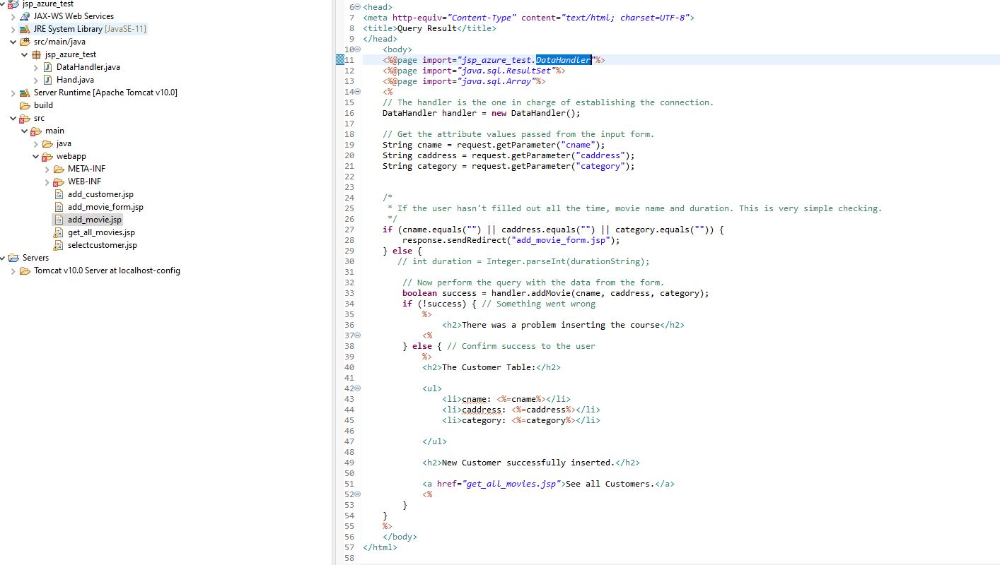 jsp_azure_test
JAX-WS Web Services
JRE System Library [JavaSE-11]
src/main/java
jsp_azure_test
DataHandler.java
Hand.java
Server Runtime [Apache Tomcat v10.0]
build
src
main
java
webapp
META-INF
WEB-INF
add_customer.jsp
add_movie_form.jsp
add_movie.jsp
get_all_movies.jsp
selectcustomer.jsp
Servers
Tomcat v10.0 Server at localhost-config
6 <head>
7 <meta http-equiv="Content-Type" content="text/html; charset=UTF-8">
8 <title>Query Result</title>
9 </head>
10 <body>
11 <%@page import="jsp_azure_test.DataHandler"%>
12 <%@page import="java.sql.ResultSet"%>
13 <%@page import="java.sql.Array"%>
14 <%
15 // The handler is the one in charge of establishing the connection.
16 DataHandler handler = new DataHandler();
17
18 // Get the attribute values passed from the input form.
19 String cname = request.getParameter("cname");
20 String caddress = request.getParameter("caddress");
21 String category = request.getParameter("category");
22
23
24 /*
25 * If the user hasn't filled out all the time, movie name and duration. This is very simple checking.
26 */
27 if (cname.equals("") || caddress.equals("") || category.equals("")) {
28 response.sendRedirect("add_movie_form.jsp");
29 } else {
30 // int duration = Integer.parseInt(durationString);
31
32 // Now perform the query with the data from the form.
33 boolean success = handler.addMovie(cname, caddress, category);
34 if (!success) { // Something went wrong
35 %>
36 <h2>There was a problem inserting the course</h2>
37 <%
38 } else { // Confirm success to the user
39 %>
40 <h2>The Customer Table:</h2>
41
42 <ul>
43 <li>cname: <%=cname%></li>
44 <li>caddress: <%=caddress%></li>
45 <li>category: <%=category%></li>
46
47 </ul>
48
49 <h2>New Customer successfully inserted.</h2>
50
51 <a href="get_all_movies.jsp">See all Customers.</a>
52 <%
53 }
54 }
55 %>
56 </body>
57 </html>
58